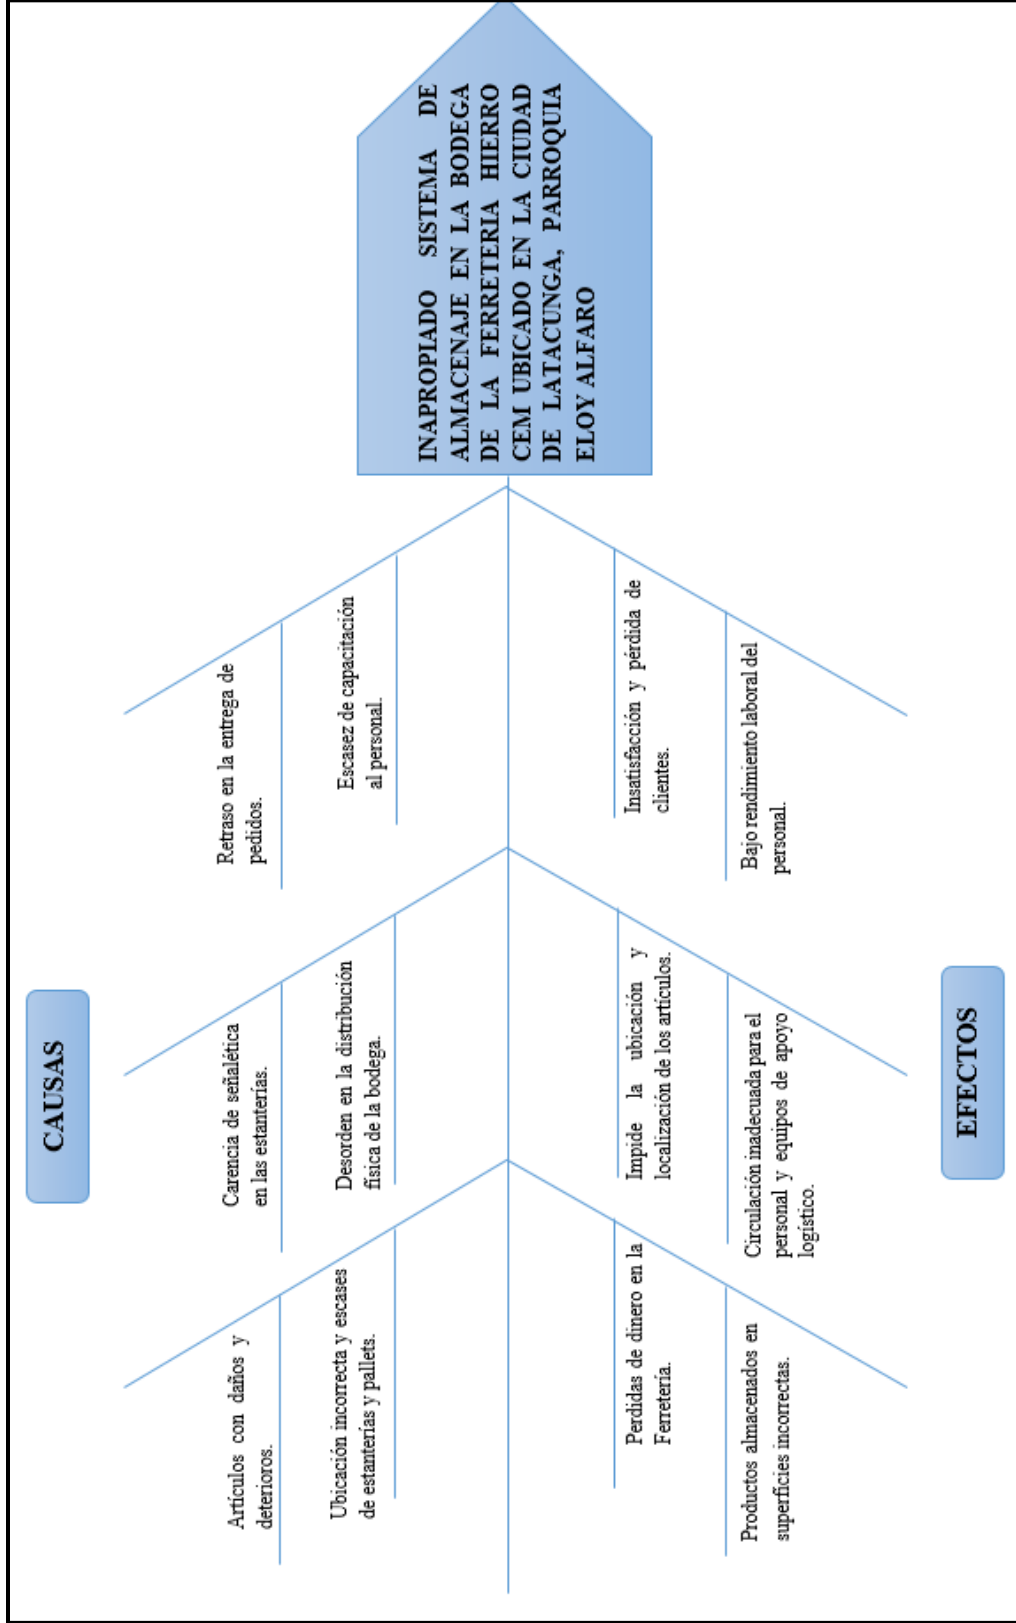 CAUSAS
Artículos con daños y
deterioros.
Ubicación incorrecta y escases
de estanterías y pallets.
Carencia de señalética
en las estanterías.
Desorden en la distribución
física de la bodega.
Retraso en la entrega de
pedidos.
Escasez de capacitación
al personal.
INAPROPIADO SISTEMA DE
ALMACENAJE EN LA BODEGA
DE LA FERRETERIA HIERRO
CEM UBICADO EN LA CIUDAD
DE LATACUNGA, PARROQUIA
ELOY ALFARO
Perdidas de dinero en la
Ferretería.
Productos almacenados en
superficies incorrectas.
Impide la ubicación y
localización de los artículos.
Circulación inadecuada para el
personal y equipos de apoyo
logístico.
Insatisfacción y pérdida de
clientes.
Bajo rendimiento laboral del
personal.
EFECTOS